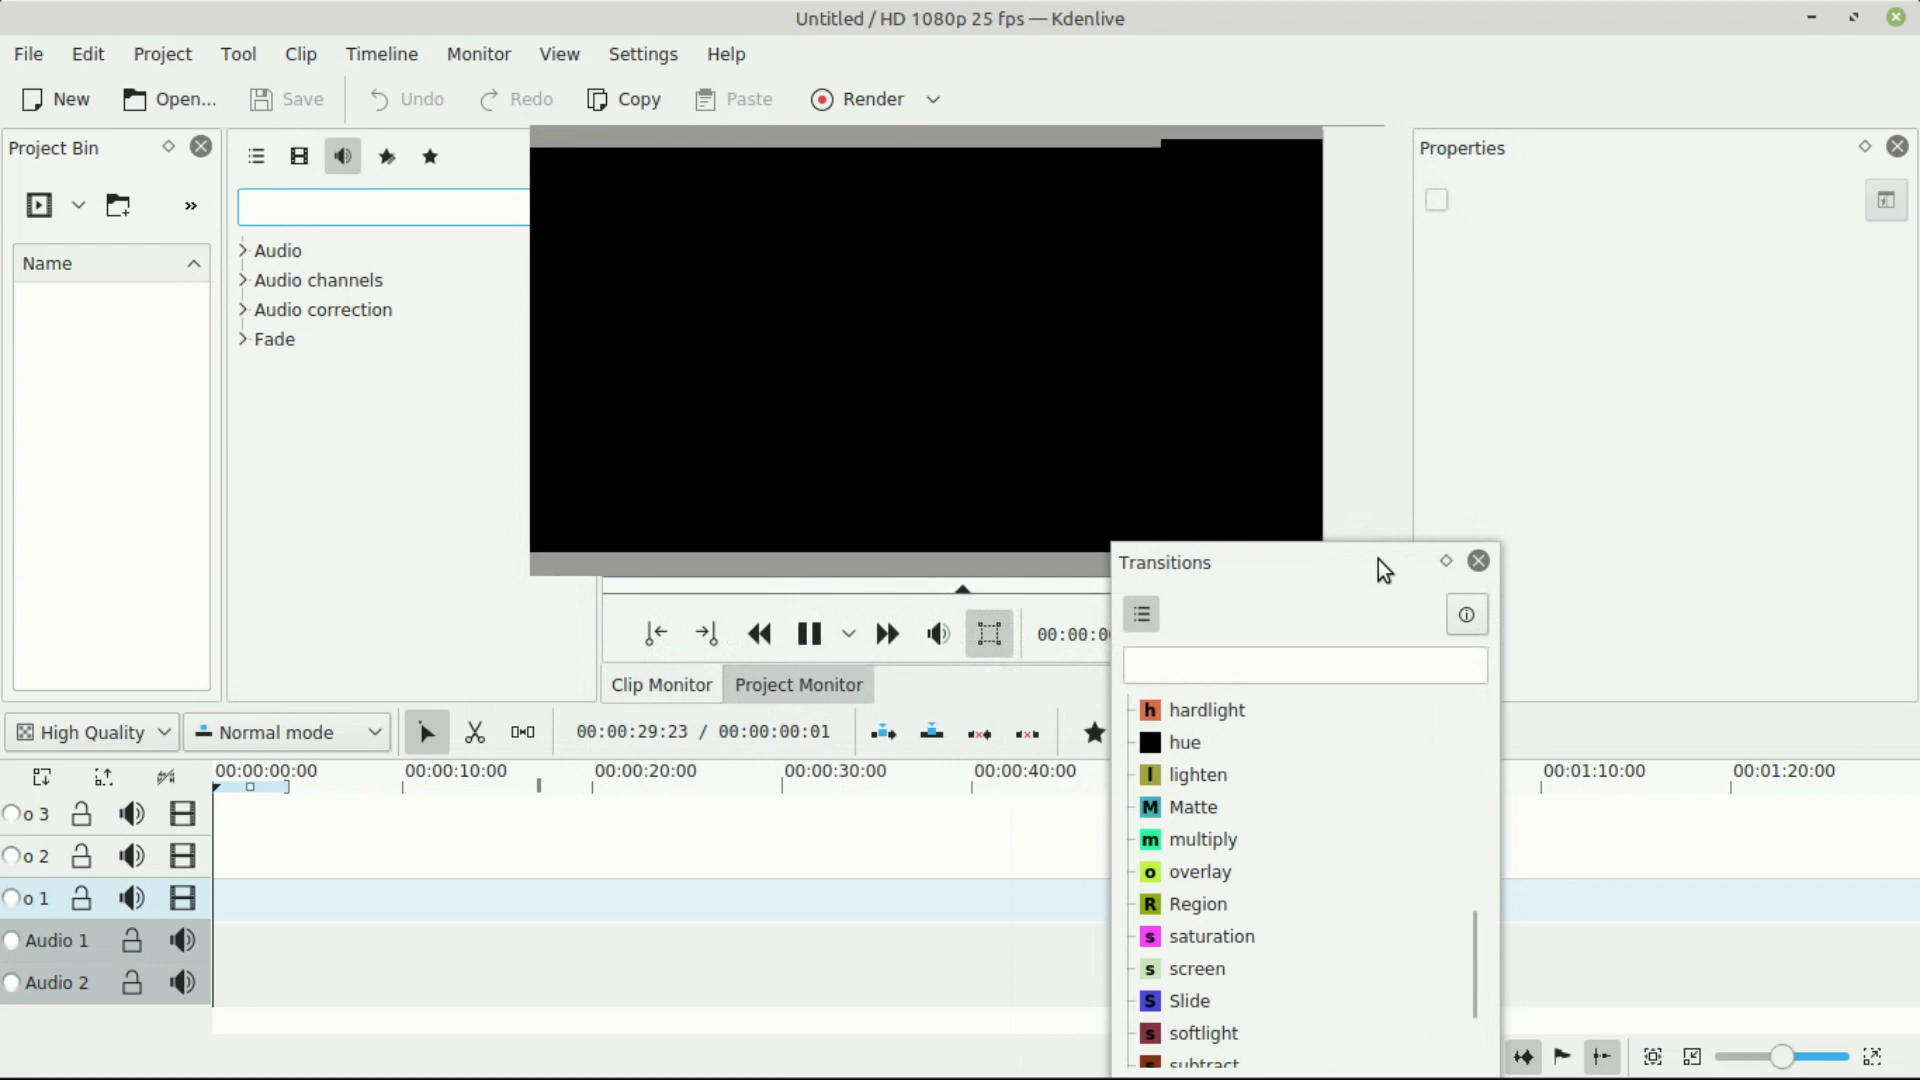 Untitled / HD 1080p 25 fps — Kdenlive
File Edit Project Tool Clip Timeline Monitor View Settings Help
New Open... Save Undo Redo Copy Paste Render
Project Bin
Properties
Name
Audio
Audio channels
Audio correction
Fade
Transitions
00:00:0
Clip Monitor Project Monitor
h hardlight
hue
l lighten
M Matte
m multiply
o overlay
R Region
s saturation
s screen
S Slide
s softlight
s subtract
High Quality Normal mode 00:00:29:23 / 00:00:00:01
00:00:00:00 00:00:10:00 00:00:20:00 00:00:30:00 00:00:40:00 00:01:10:00 00:01:20:00
o 3
o 2
o 1
Audio 1
Audio 2